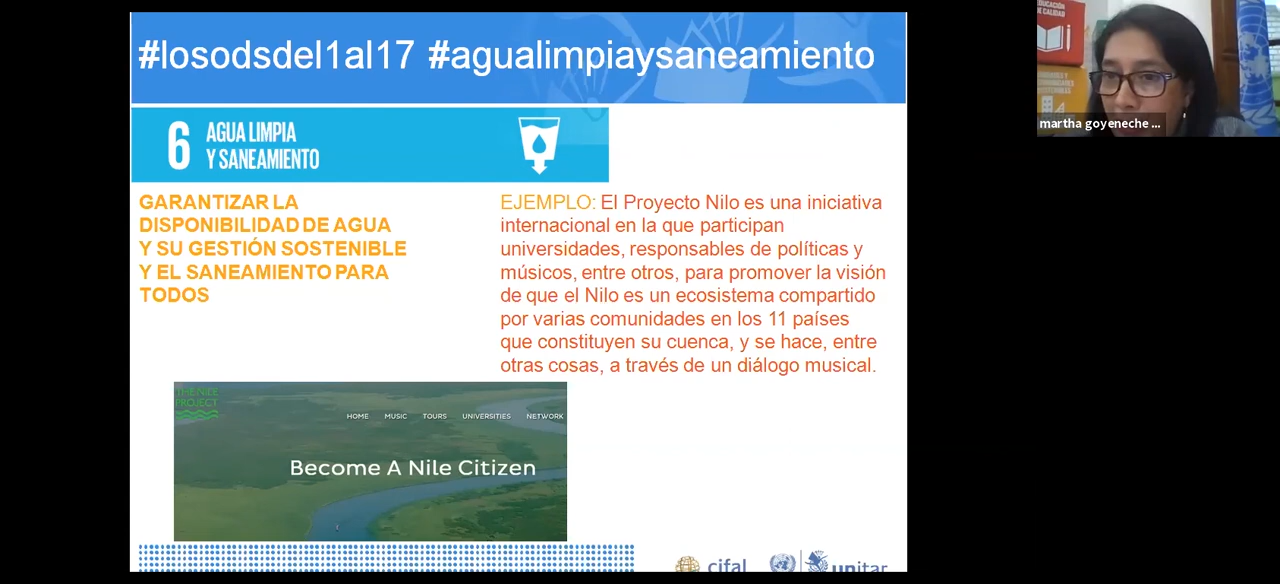 #losodsdel1al17 #agualimpiaysaneamiento
6 AGUA LIMPIA
Y SANEAMIENTO
GARANTIZAR LA
DISPONIBILIDAD DE AGUA
Y SU GESTIÓN SOSTENIBLE
Y EL SANEAMIENTO PARA
TODOS
EJEMPLO: El Proyecto Nilo es una iniciativa
internacional en la que participan
universidades, responsables de políticas y
músicos, entre otros, para promover la visión
de que el Nilo es un ecosistema compartido
por varias comunidades en los 11 países
que constituyen su cuenca, y se hace, entre
otras cosas, a través de un diálogo musical.
THE NILE
PROJECT
HOME MUSIC TOURS UNIVERSITIES NETWORK
Become A Nile Citizen
cifal
unitar
EDUCACIÓN
DE CALIDAD
martha goyeneche ...